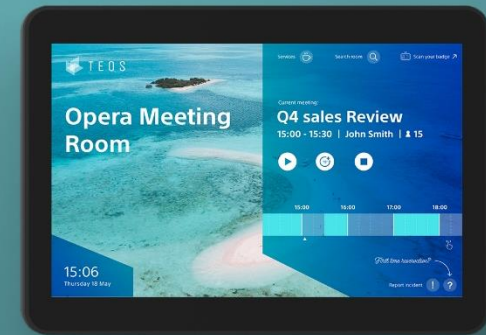 TEOS
Services
Search room
Scan your badge
Opera Meeting
Room
Current meeting
Q4 sales Review
15:00 - 15:30 | John Smith | 15
15:00 16:00 17:00 18:00
First time connection?
15:06
Thursday 18 May
Report incident ! ?